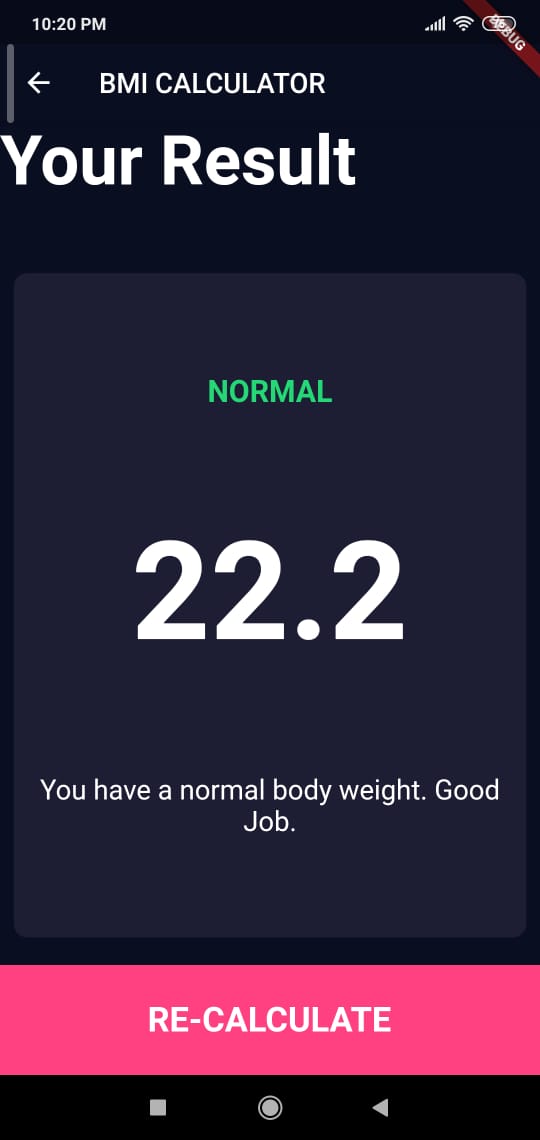 10:20 PM
BMI CALCULATOR
Your Result
NORMAL
22.2
You have a normal body weight. Good
Job.
RE-CALCULATE